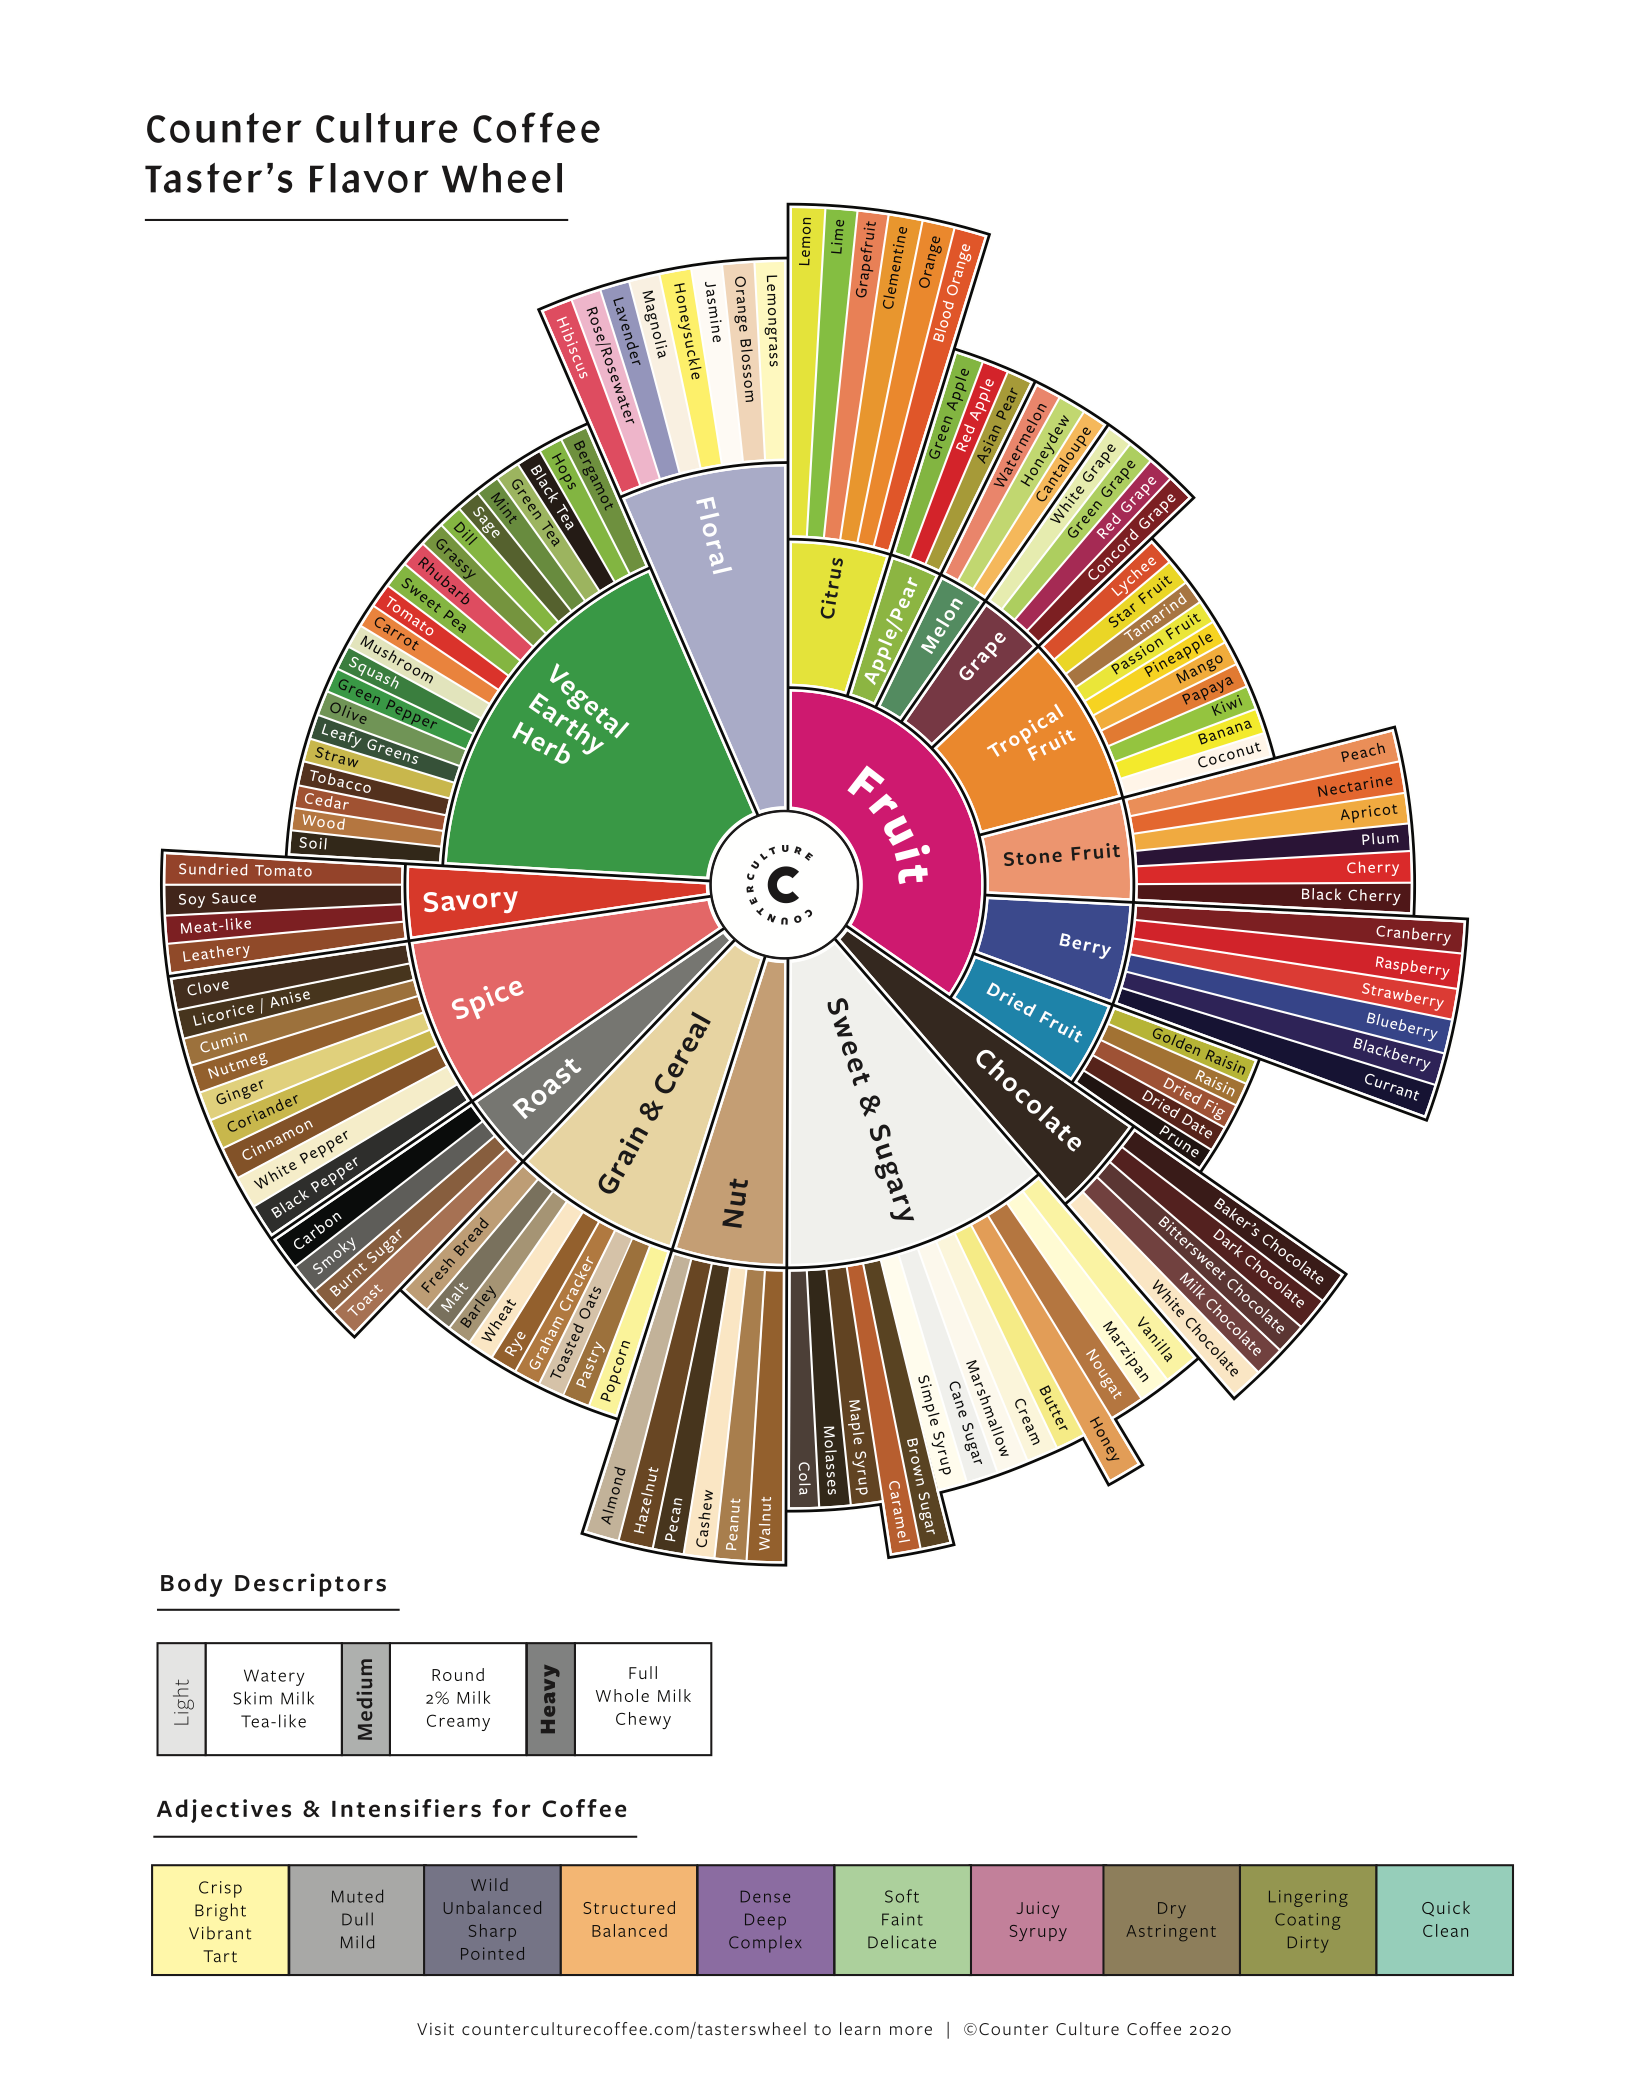 Counter Culture Coffee
Taster's Flavor Wheel
COUNTERCULTURE
C
Fruit
Citrus
Lemon
Lime
Grapefruit
Clementine
Orange
Blood Orange
Apple/Pear
Green Apple
Red Apple
Asian Pear
Melon
Watermelon
Honeydew
Cantaloupe
Grape
White Grape
Green Grape
Red Grape
Concord Grape
Tropical
Fruit
Lychee
Star Fruit
Tamarind
Passion Fruit
Pineapple
Mango
Papaya
Kiwi
Banana
Coconut
Stone Fruit
Peach
Nectarine
Apricot
Plum
Cherry
Black Cherry
Berry
Cranberry
Raspberry
Strawberry
Blueberry
Blackberry
Currant
Dried Fruit
Golden Raisin
Raisin
Dried Fig
Dried Date
Prune
Chocolate
Baker's Chocolate
Dark Chocolate
Bittersweet Chocolate
Milk Chocolate
White Chocolate
Sweet & Sugary
Vanilla
Marzipan
Nougat
Honey
Butter
Cream
Marshmallow
Cane Sugar
Simple Syrup
Brown Sugar
Caramel
Maple Syrup
Molasses
Cola
Nut
Walnut
Peanut
Cashew
Pecan
Hazelnut
Almond
Grain & Cereal
Popcorn
Pastry
Toasted Oats
Graham Cracker
Rye
Wheat
Barley
Malt
Fresh Bread
Roast
Toast
Burnt Sugar
Smoky
Carbon
Spice
Black Pepper
White Pepper
Cinnamon
Coriander
Ginger
Nutmeg
Cumin
Licorice / Anise
Clove
Savory
Leathery
Meat-like
Soy Sauce
Sundried Tomato
Vegetal
Earthy
Herb
Soil
Wood
Cedar
Tobacco
Straw
Leafy Greens
Olive
Green Pepper
Squash
Mushroom
Carrot
Tomato
Sweet Pea
Rhubarb
Grassy
Dill
Sage
Mint
Green Tea
Black Tea
Hops
Bergamot
Floral
Hibiscus
Rose/Rosewater
Lavender
Magnolia
Honeysuckle
Jasmine
Orange Blossom
Lemongrass
Body Descriptors
Light
Watery
Skim Milk
Tea-like
Medium
Round
2% Milk
Creamy
Heavy
Full
Whole Milk
Chewy
Adjectives & Intensifiers for Coffee
Crisp
Bright
Vibrant
Tart
Muted
Dull
Mild
Wild
Unbalanced
Sharp
Pointed
Structured
Balanced
Dense
Deep
Complex
Soft
Faint
Delicate
Juicy
Syrupy
Dry
Astringent
Lingering
Coating
Dirty
Quick
Clean
Visit counterculturecoffee.com/tasterswheel to learn more | ©Counter Culture Coffee 2020